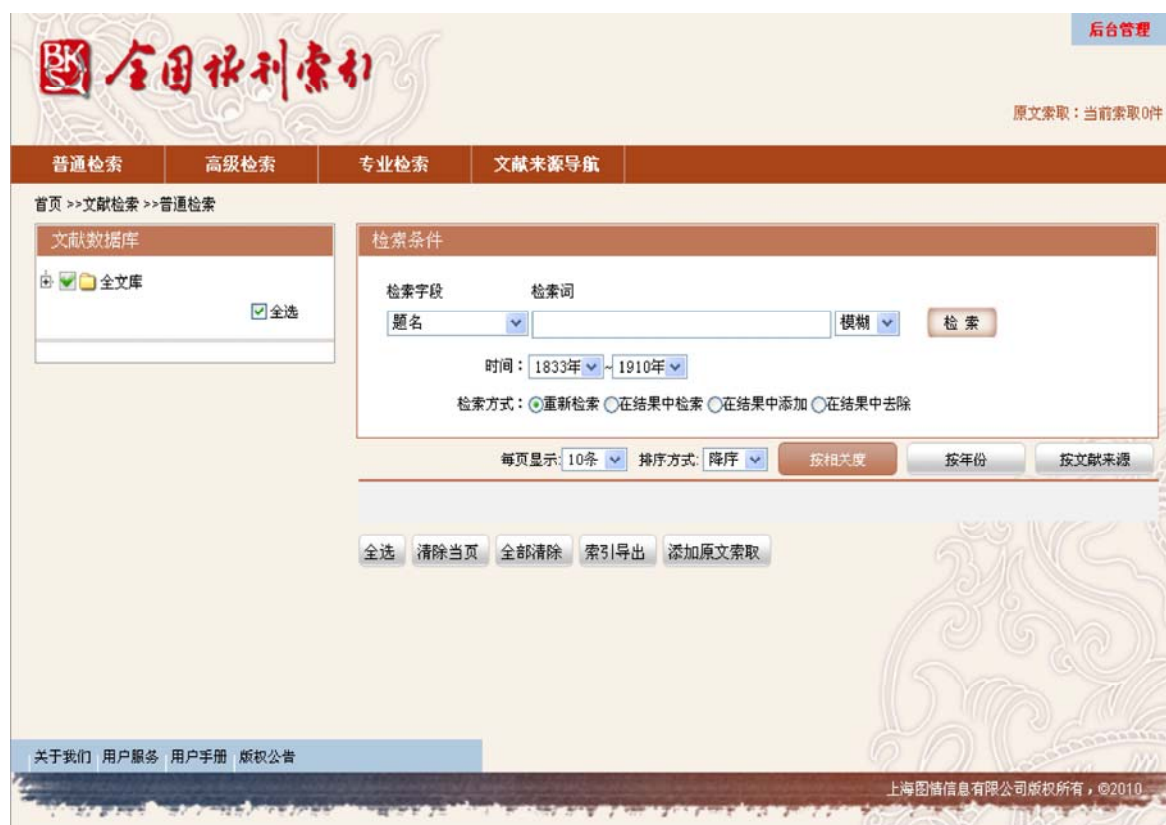 后台管理
BKSY 全国报刊索引
原文索取：当前索取0件
普通检索 高级检索 专业检索 文献来源导航
首页 >>文献检索 >>普通检索
文献数据库
全文库
全选
检索条件
检索字段 检索词
题名 模糊 检 索
时间： 1833年 ~ 1910年
检索方式： 重新检索 在结果中检索 在结果中添加 在结果中去除
每页显示: 10条 排序方式: 降序 按相关度 按年份 按文献来源
全选 清除当页 全部清除 索引导出 添加原文索取
关于我们 用户服务 用户手册 版权公告
上海图情信息有限公司版权所有，©2010